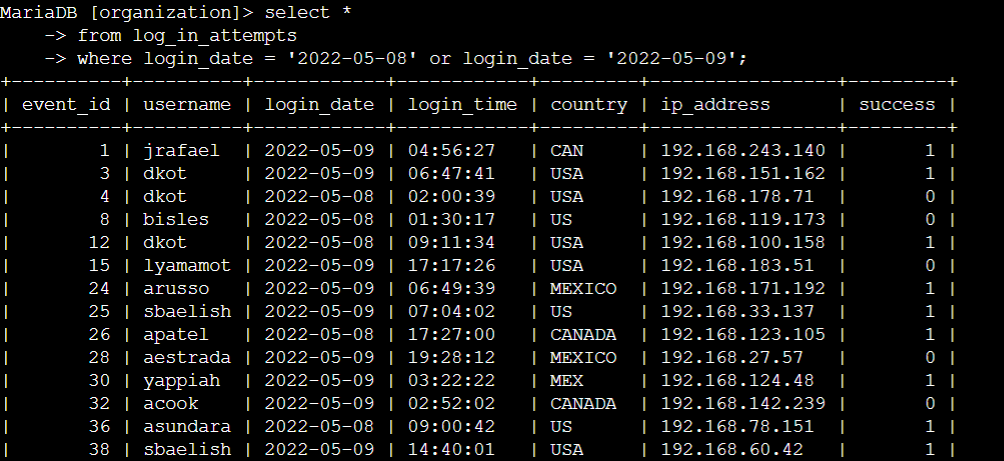 MariaDB [organization]> select *
    -> from log_in_attempts
    -> where login_date = '2022-05-08' or login_date = '2022-05-09';
+----------+----------+------------+------------+---------+-----------------+---------+
| event_id | username | login_date | login_time | country | ip_address      | success |
+----------+----------+------------+------------+---------+-----------------+---------+
|        1 | jrafael  | 2022-05-09 | 04:56:27   | CAN     | 192.168.243.140 |       1 |
|        3 | dkot     | 2022-05-09 | 06:47:41   | USA     | 192.168.151.162 |       1 |
|        4 | dkot     | 2022-05-08 | 02:00:39   | USA     | 192.168.178.71  |       0 |
|        8 | bisles   | 2022-05-08 | 01:30:17   | US      | 192.168.119.173 |       0 |
|       12 | dkot     | 2022-05-08 | 09:11:34   | USA     | 192.168.100.158 |       1 |
|       15 | lyamamot | 2022-05-09 | 17:17:26   | USA     | 192.168.183.51  |       0 |
|       24 | arusso   | 2022-05-09 | 06:49:39   | MEXICO  | 192.168.171.192 |       1 |
|       25 | sbaelish | 2022-05-09 | 07:04:02   | US      | 192.168.33.137  |       1 |
|       26 | apatel   | 2022-05-08 | 17:27:00   | CANADA  | 192.168.123.105 |       1 |
|       28 | aestrada | 2022-05-09 | 19:28:12   | MEXICO  | 192.168.27.57   |       0 |
|       30 | yappiah  | 2022-05-09 | 03:22:22   | MEX     | 192.168.124.48  |       1 |
|       32 | acook    | 2022-05-09 | 02:52:02   | CANADA  | 192.168.142.239 |       0 |
|       36 | asundara | 2022-05-08 | 09:00:42   | US      | 192.168.78.151  |       1 |
|       38 | sbaelish | 2022-05-09 | 14:40:01   | USA     | 192.168.60.42   |       1 |